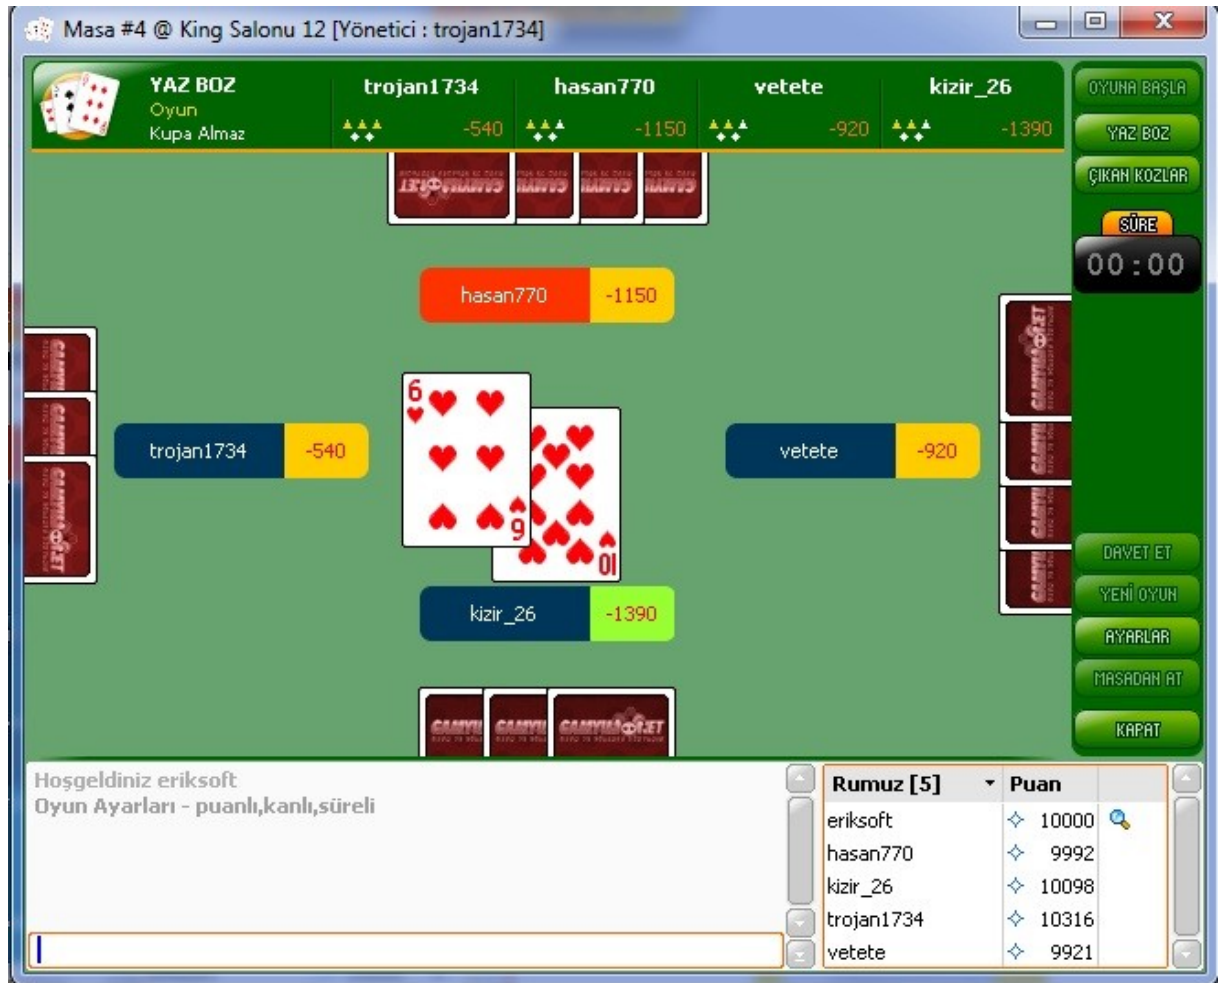 Masa #4 @ King Salonu 12 [Yönetici : trojan1734]
YAZ BOZ
Oyun
Kupa Almaz
trojan1734
-540
hasan770
-1150
vetete
-920
kizir_26
-1390
OYUNA BAŞLA
YAZ BOZ
ÇIKAN KOZLAR
SÜRE
00:00
hasan770 -1150
trojan1734 -540
vetete -920
kizir_26 -1390
6
6
10
DAVET ET
YENİ OYUN
AYARLAR
MASADAN AT
KAPAT
Hoşgeldiniz eriksoft
Oyun Ayarları - puanlı,kanlı,süreli
Rumuz [5] Puan
eriksoft 10000
hasan770 9992
kizir_26 10098
trojan1734 10316
vetete 9921